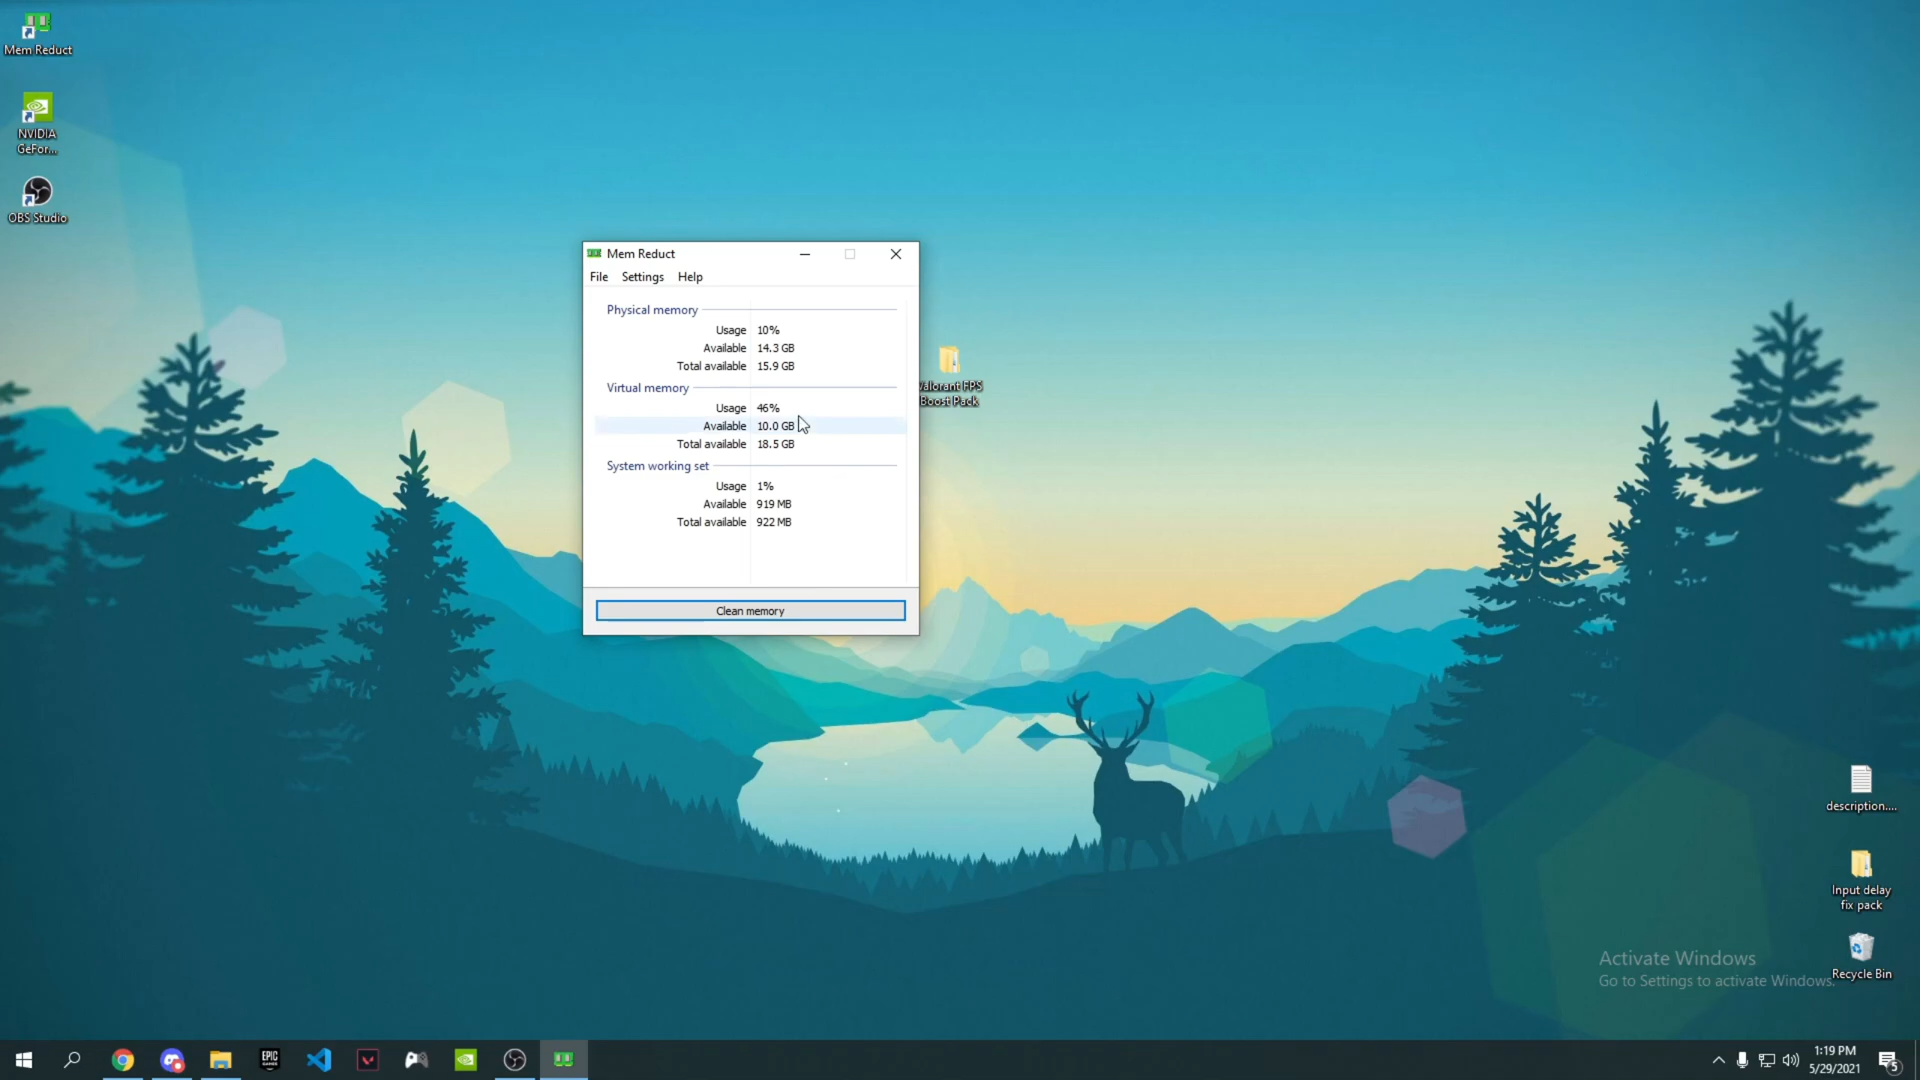 Mem Reduct
NVIDIA
GeFor...
OBS Studio
Mem Reduct
File Settings Help
Physical memory
Usage 10%
Available 14.3 GB
Total available 15.9 GB
Virtual memory
Usage 46%
Available 10.0 GB
Total available 18.5 GB
System working set
Usage 1%
Available 919 MB
Total available 922 MB
Clean memory
Valorant FPS
Boost Pack
description....
Input delay
fix pack
Recycle Bin
Activate Windows
Go to Settings to activate Windows.
EPIC
GAMES
1:19 PM
5/29/2021
5